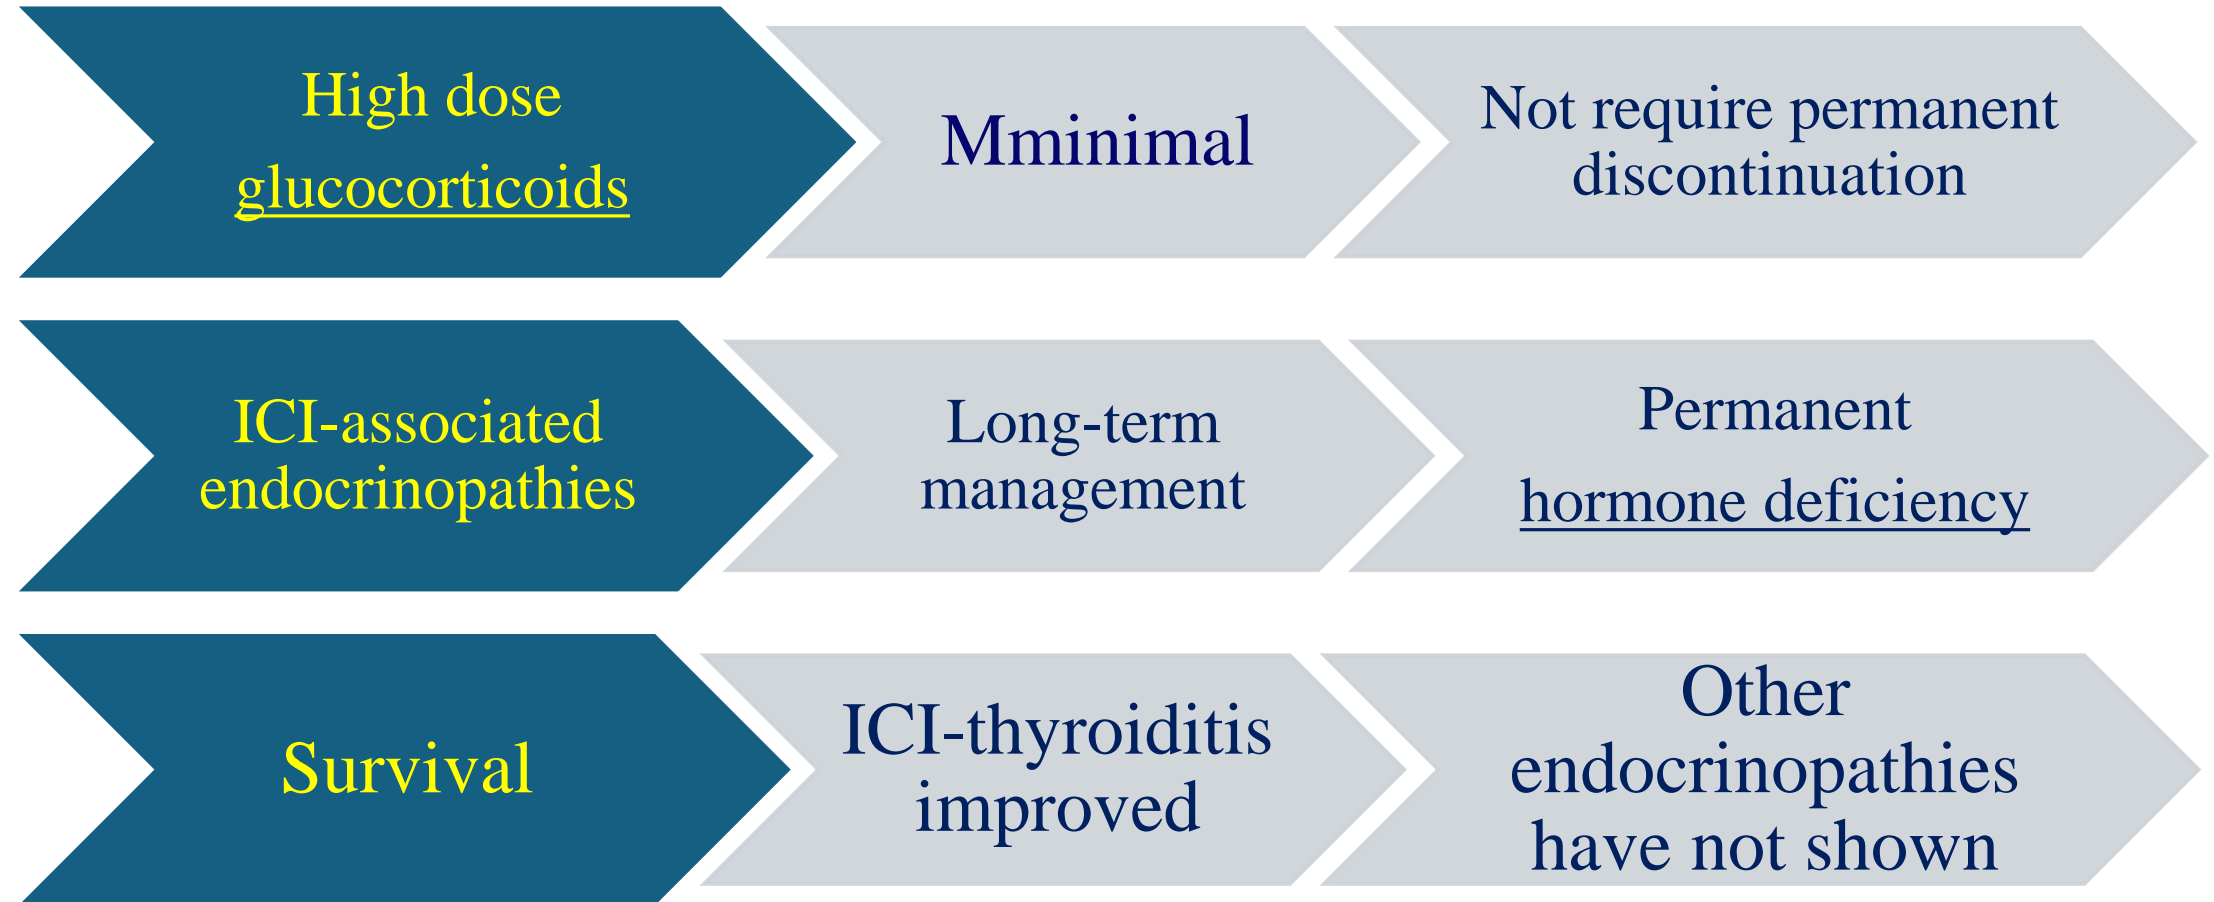 High dose
glucocorticoids
Mminimal
Not require permanent
discontinuation
ICI-associated
endocrinopathies
Long-term
management
Permanent
hormone deficiency
Survival
ICI-thyroiditis
improved
Other
endocrinopathies
have not shown